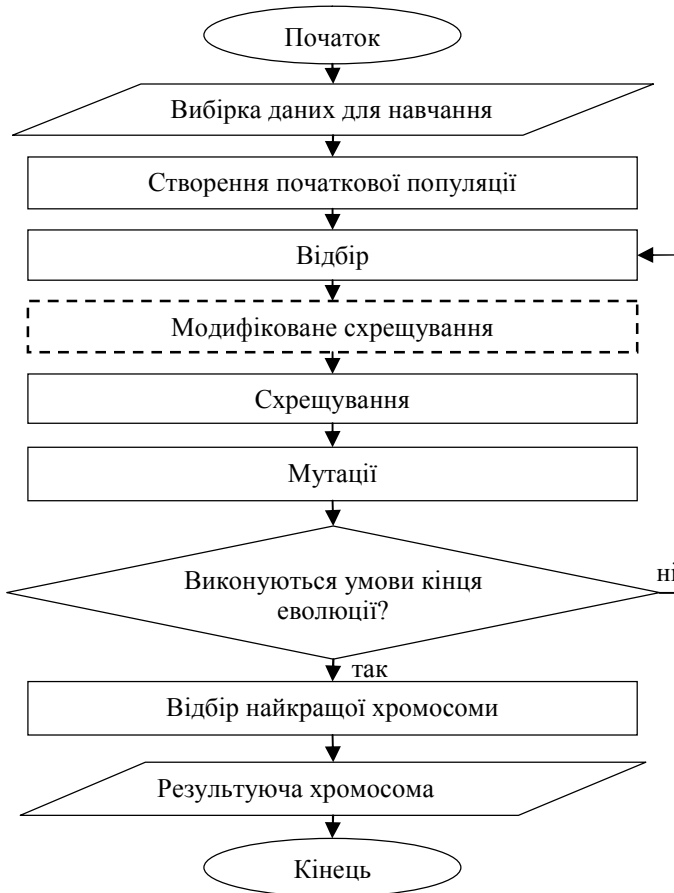 Початок
Вибірка даних для навчання
Створення початкової популяції
Відбір
Модифіковане схрещування
Схрещування
Мутації
Виконуються умови кінця
еволюції?
ні
так
Відбір найкращої хромосоми
Результуюча хромосома
Кінець